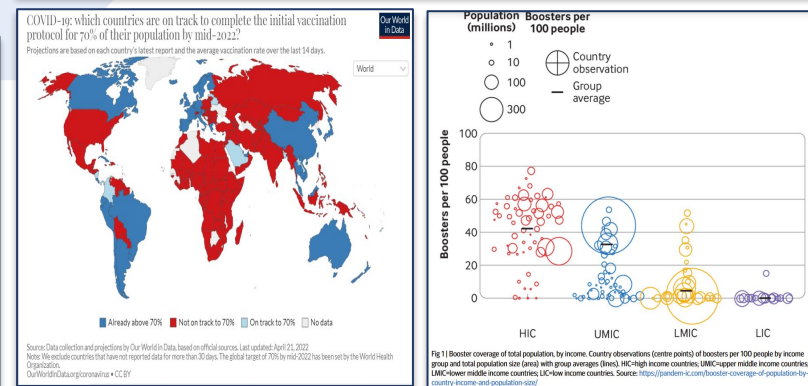 COVID-19: which countries are on track to complete the initial vaccination
protocol for 70% of their population by mid-2022?
Our World
in Data
Projections are based on each country's latest report and the average vaccination rate over the last 14 days.
World
Already above 70% Not on track to 70% On track to 70% No data
Source: Data collection and projections by Our World in Data, based on official sources. Last updated: April 21, 2022
Note: We exclude countries that have not reported data for more than 30 days. The global target of 70% by mid-2022 has been set by the World Health
Organization.
OurWorldInData.org/coronavirus • CC BY
Population
(millions)
Boosters per
100 people
1
10
100
300
Country
observation
Group
average
Boosters per 100 people
100
80
60
40
20
0
HIC UMIC LMIC LIC
Fig 1 | Booster coverage of total population, by income. Country observations (centre points) of boosters per 100 people by income
group and total population size (area) with group averages (lines). HIC=high income countries; UMIC=upper middle income countries;
LMIC=lower middle income countries; LIC=low income countries. Source: https://pandem-ic.com/booster-coverage-of-population-by-
country-income-and-population-size/